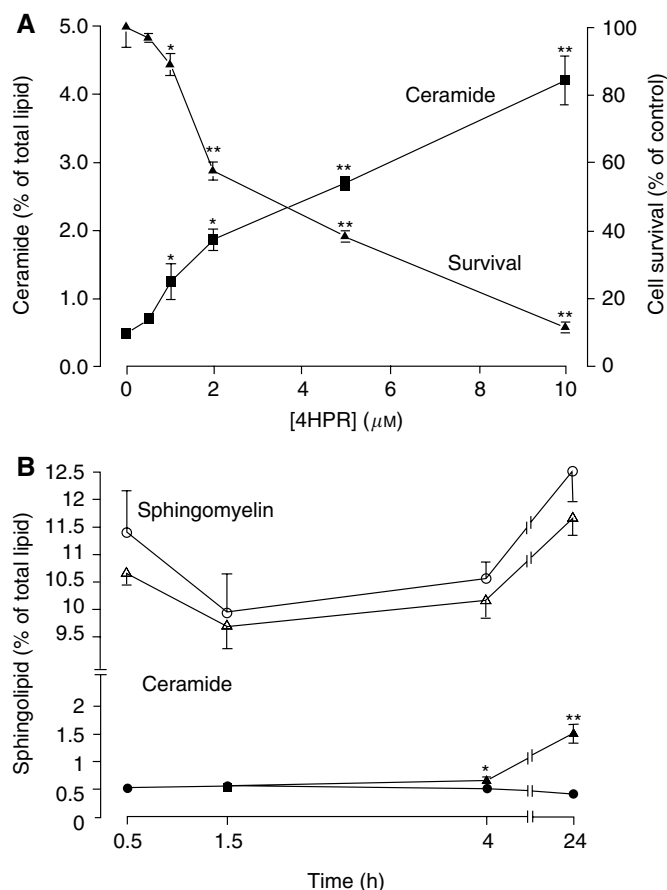 A
Ceramide (% of total lipid)
5.0
4.0
3.0
2.0
1.0
0.0
Cell survival (% of control)
100
80
60
40
20
0
*
**
**
*
**
**
*
**
Ceramide
Survival
0 2 4 6 8 10
[4HPR] (μM)
B
Sphingolipid (% of total lipid)
12.5
12
11.5
11
10.5
10
9.5
2
1.5
1
0.5
0
Sphingomyelin
Ceramide
**
*
0.5 1.5 4 24
Time (h)